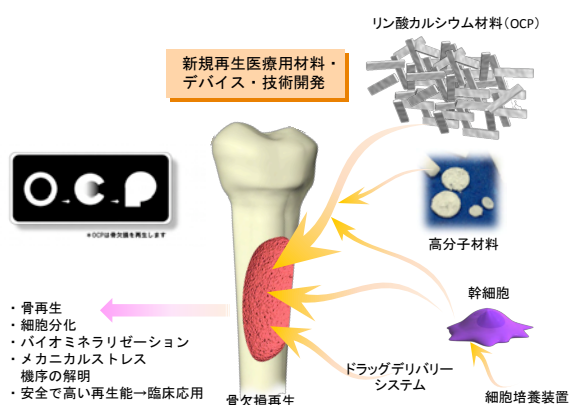 リン酸カルシウム材料(OCP)
新規再生医療用材料・
デバイス・技術開発
O→C→P
*OCPは骨欠損を再生します
高分子材料
幹細胞
・骨再生
・細胞分化
・バイオミネラリゼーション
・メカニカルストレス
機序の解明
・安全で高い再生能→臨床応用
ドラッグデリバリー
システム
骨欠損再生
細胞培養装置